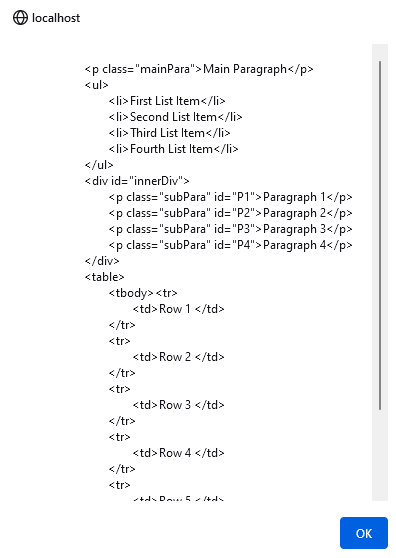 localhost
<p class="mainPara">Main Paragraph</p>
<ul>
<li>First List Item</li>
<li>Second List Item</li>
<li>Third List Item</li>
<li>Fourth List Item</li>
</ul>
<div id="innerDiv">
<p class="subPara" id="P1">Paragraph 1</p>
<p class="subPara" id="P2">Paragraph 2</p>
<p class="subPara" id="P3">Paragraph 3</p>
<p class="subPara" id="P4">Paragraph 4</p>
</div>
<table>
<tbody><tr>
<td>Row 1 </td>
</tr>
<tr>
<td>Row 2 </td>
</tr>
<tr>
<td>Row 3 </td>
</tr>
<tr>
<td>Row 4 </td>
</tr>
<tr>
<td>Row 5 </td>
OK